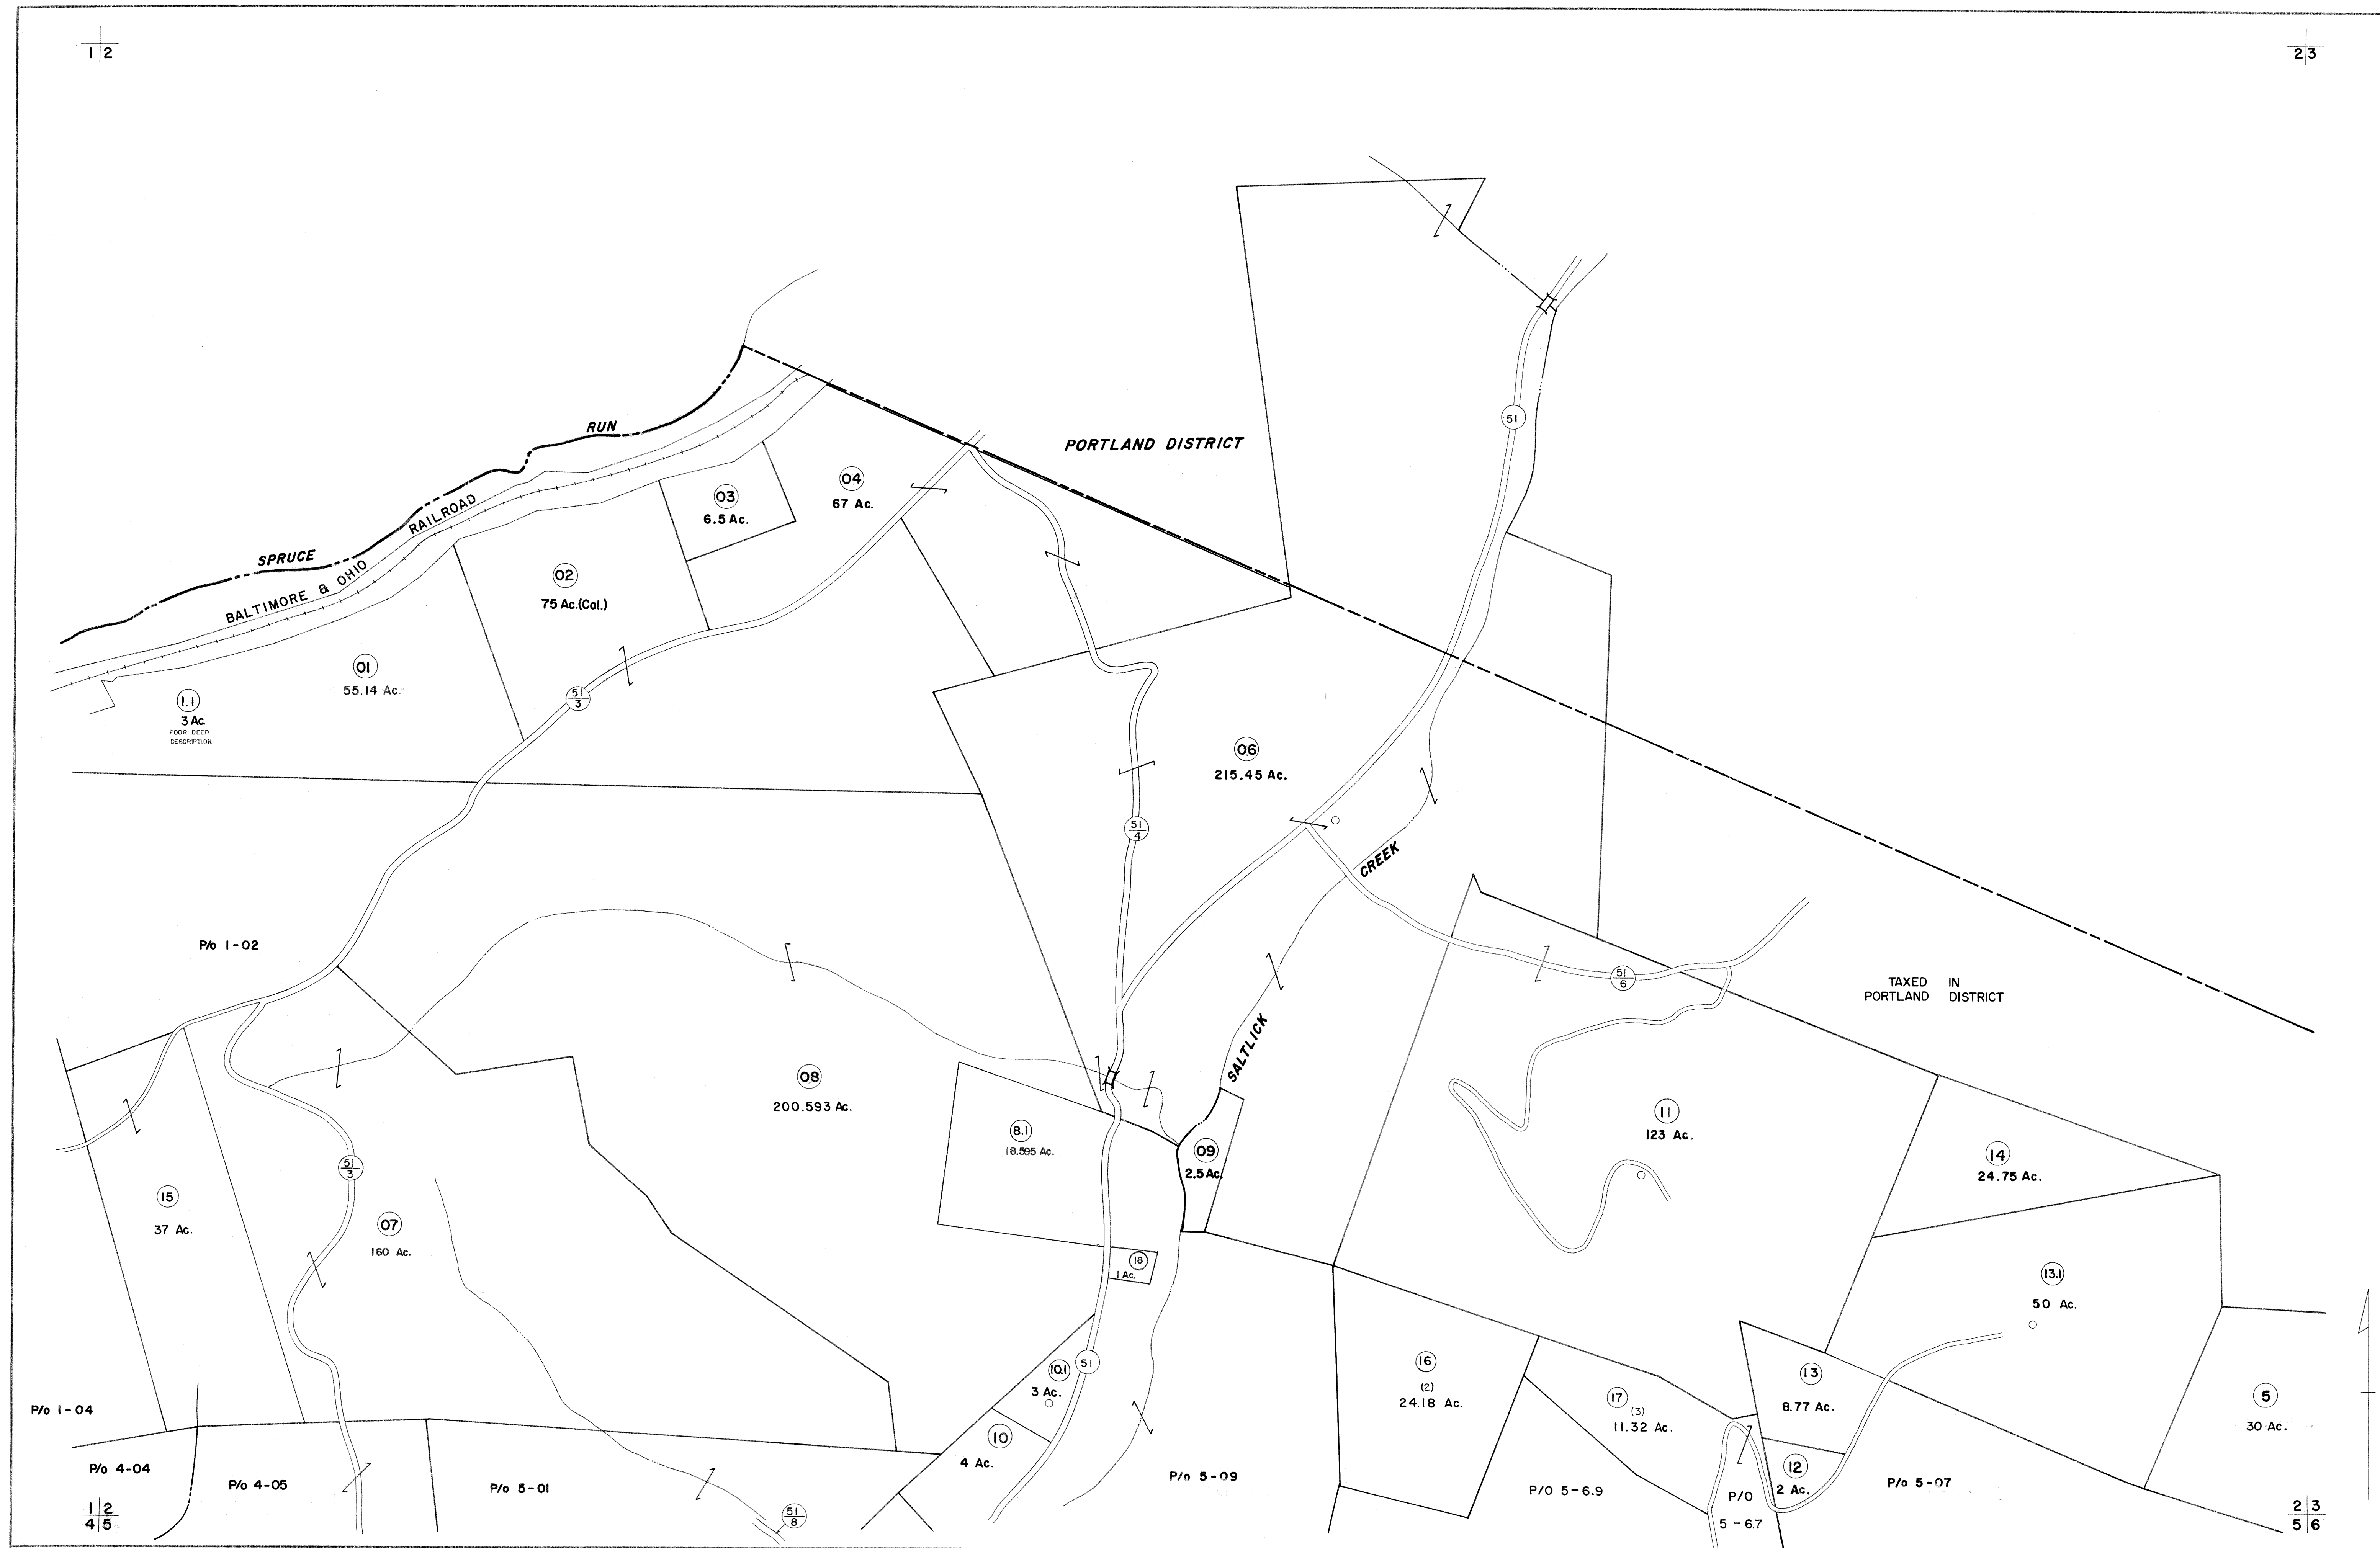 1 2
2 3
RUN
SPRUCE
RAILROAD
BALTIMORE & OHIO
PORTLAND DISTRICT
51
03
6.5 Ac.
04
67 Ac.
02
75 Ac.(Cal.)
01
55.14 Ac.
1.1
3 Ac.
POOR DEED
DESCRIPTION
51
3
06
215.45 Ac.
51
4
CREEK
SALTLICK
P/o 1-02
51
6
TAXED IN
PORTLAND DISTRICT
08
200.593 Ac.
8.1
18.595 Ac.
09
2.5 Ac.
11
123 Ac.
14
24.75 Ac.
15
37 Ac.
51
3
07
160 Ac.
18
1 Ac.
13.1
50 Ac.
10.1
3 Ac.
51
16
(2)
24.18 Ac.
17
(3)
11.32 Ac.
13
8.77 Ac.
5
30 Ac.
P/o 1-04
10
4 Ac.
12
2 Ac.
P/o 4-04
P/o 4-05
P/o 5-01
P/o 5-09
P/O 5-6.9
P/O
5-6.7
P/o 5-07
51
8
1 2
4 5
2 3
5 6